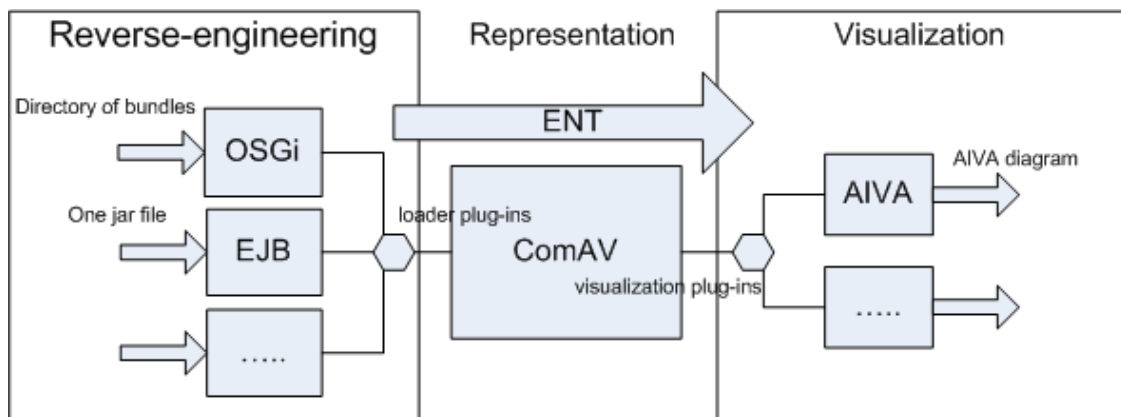 Reverse-engineering
Representation
Visualization
Directory of bundles
OSGi
ENT
AIVA diagram
AIVA
One jar file
EJB
loader plug-ins
ComAV
visualization plug-ins
.....
.....